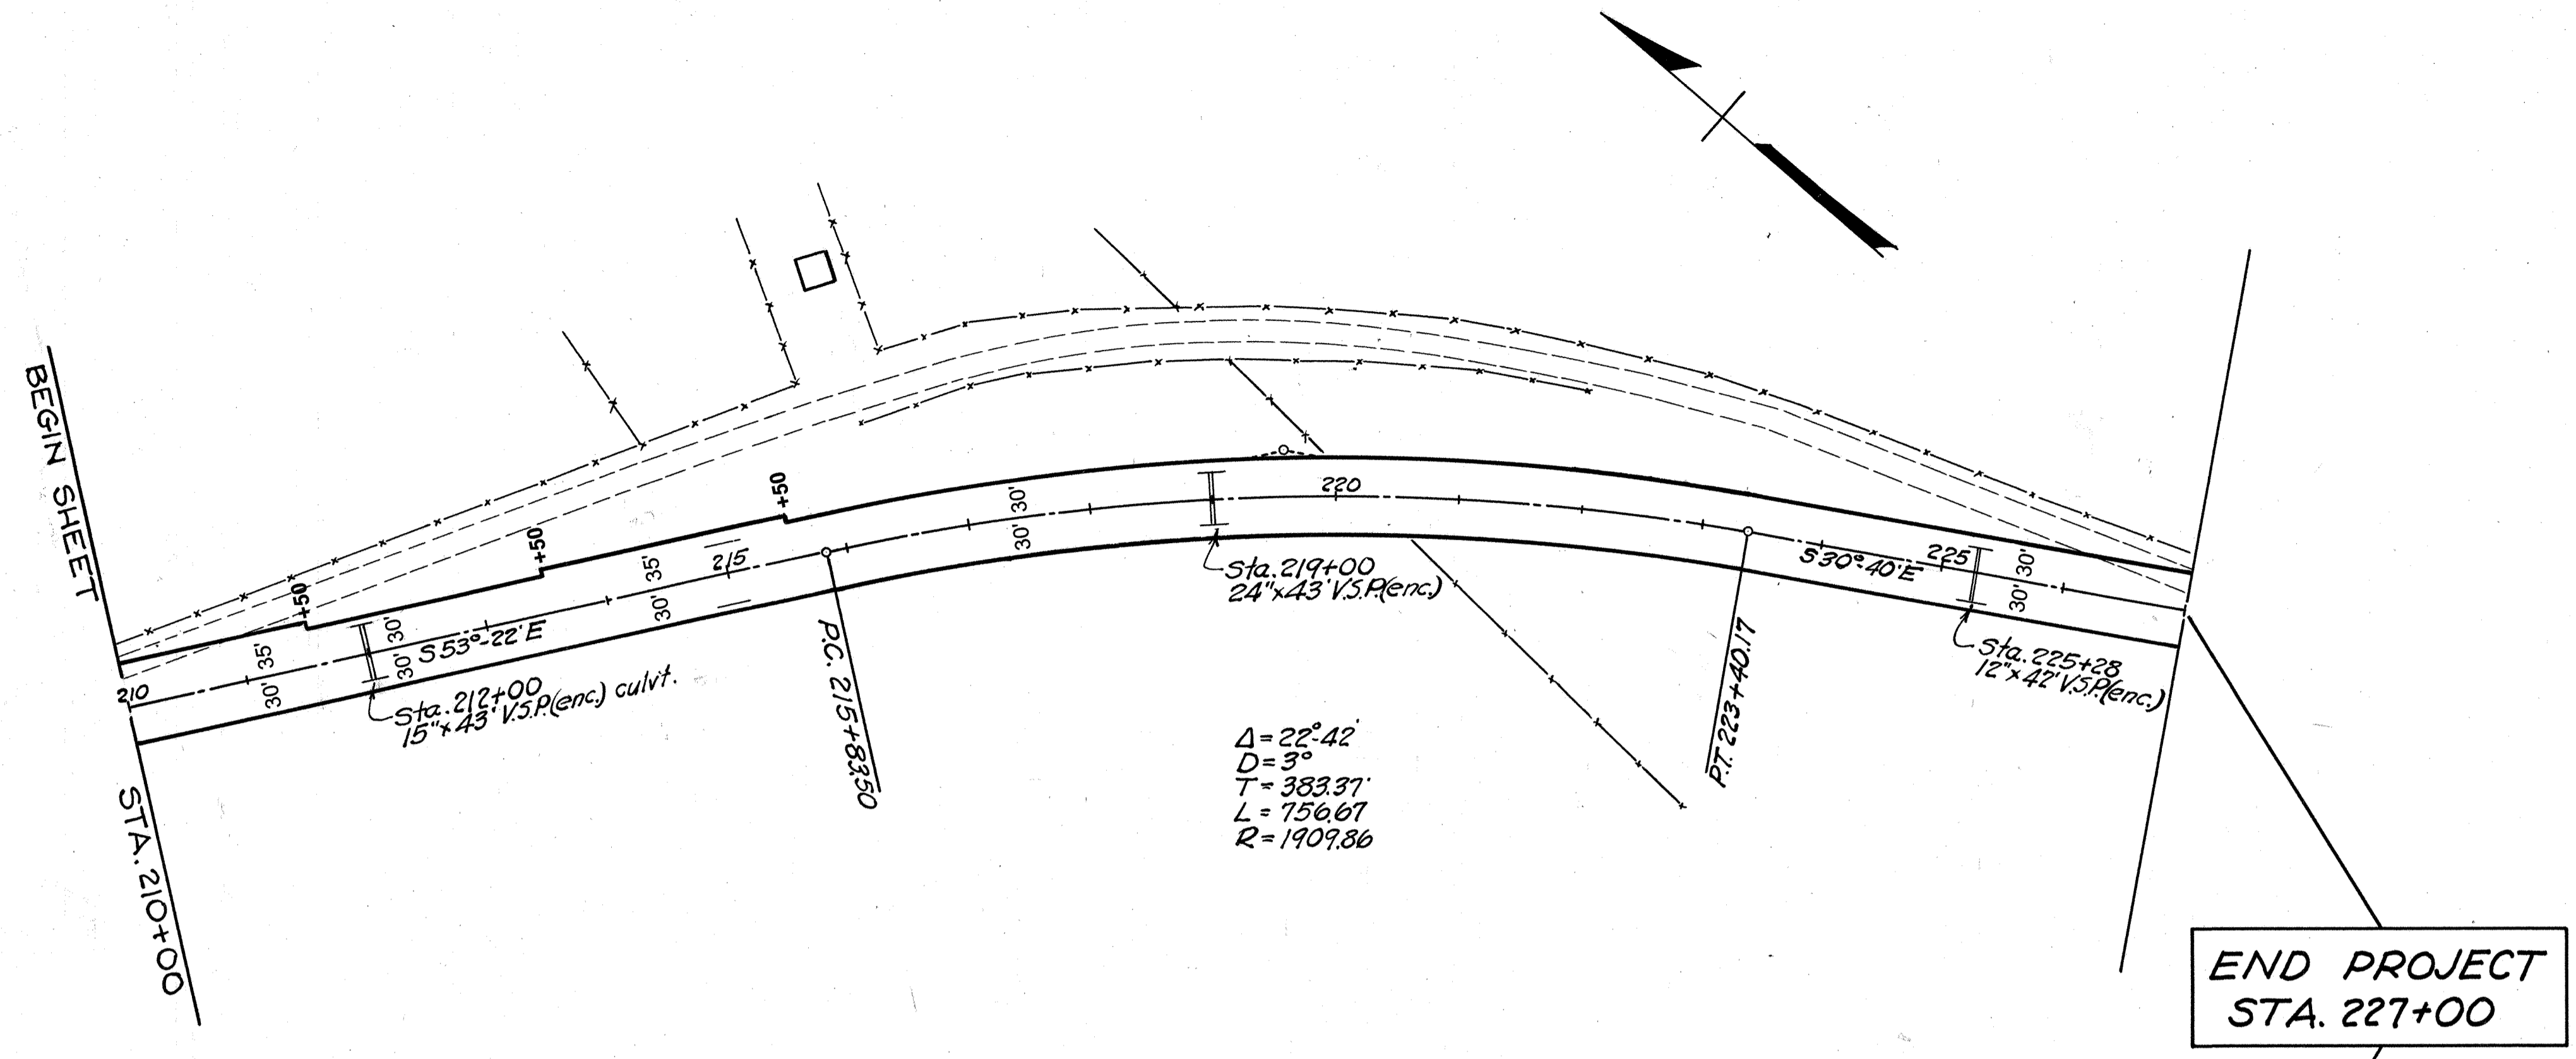 BEGIN SHEET
STA. 210+00
210
+50
+50
+50
35'
30'
30'
30'
S 53°-22' E
35'
30'
215
Sta. 212+00
15"x43' V.S.P.(enc.) culvt.
P.C. 215+83.50
30'
30'
Sta. 219+00
24"x43' V.S.P.(enc.)
220
Δ = 22°-42'
D = 3°
T = 383.37'
L = 756.67
R = 1909.86
P.T. 223+40.17
S 30°-40' E
225
30'
30'
Sta. 225+28
12"x42' V.S.P.(enc.)
END PROJECT
STA. 227+00